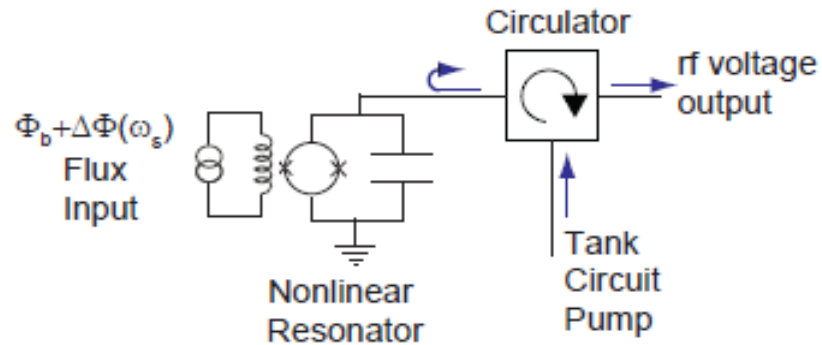 Circulator
rf voltage
output
Φb+ΔΦ(ωs)
Flux
Input
Tank
Circuit
Pump
Nonlinear
Resonator